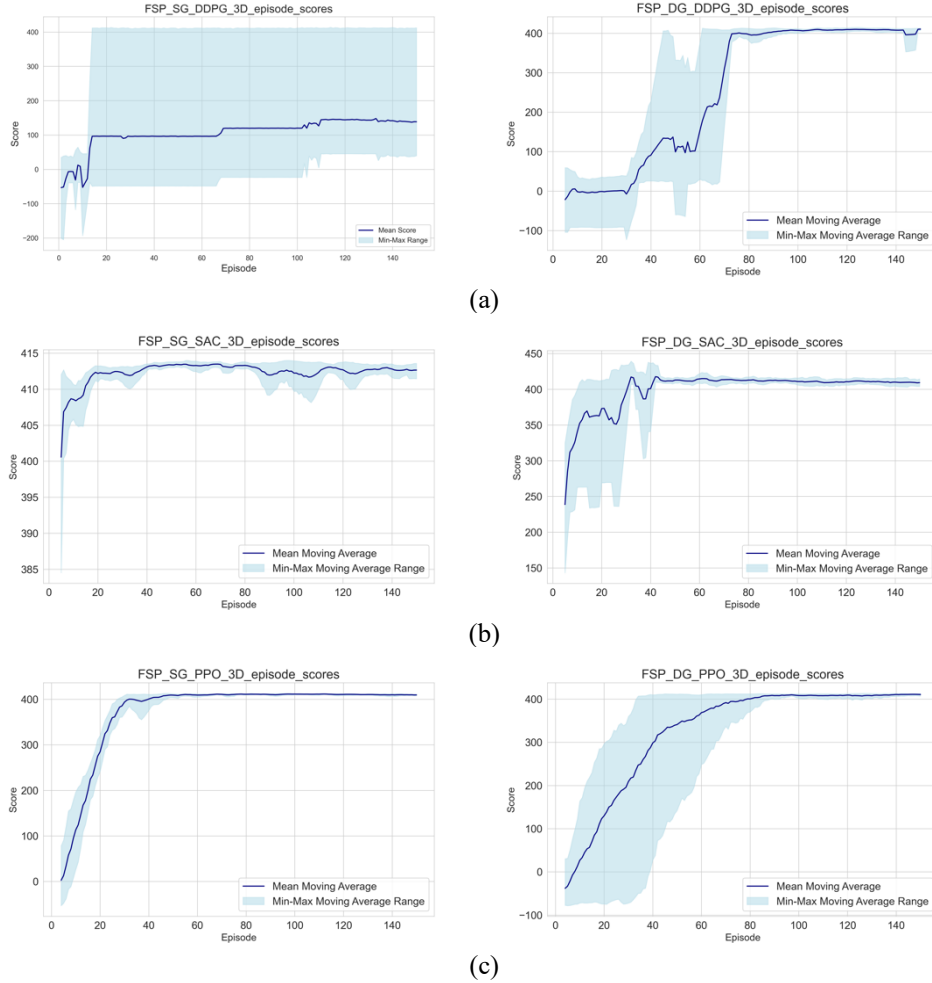 FSP_SG_DDPG_3D_episode_scores
400
300
200
100
0
−100
−200
Score
0
20
40
60
80
100
120
140
Episode
Mean Score
Min-Max Range
FSP_DG_DDPG_3D_episode_scores
400
300
200
100
0
−100
Score
0
20
40
60
80
100
120
140
Episode
Mean Moving Average
Min-Max Moving Average Range
(a)
FSP_SG_SAC_3D_episode_scores
415
410
405
400
395
390
385
Score
0
20
40
60
80
100
120
140
Episode
Mean Moving Average
Min-Max Moving Average Range
FSP_DG_SAC_3D_episode_scores
450
400
350
300
250
200
150
Score
0
20
40
60
80
100
120
140
Episode
Mean Moving Average
Min-Max Moving Average Range
(b)
FSP_SG_PPO_3D_episode_scores
400
300
200
100
0
Score
0
20
40
60
80
100
120
140
Episode
Mean Moving Average
Min-Max Moving Average Range
FSP_DG_PPO_3D_episode_scores
400
300
200
100
0
−100
Score
0
20
40
60
80
100
120
140
Episode
Mean Moving Average
Min-Max Moving Average Range
(c)